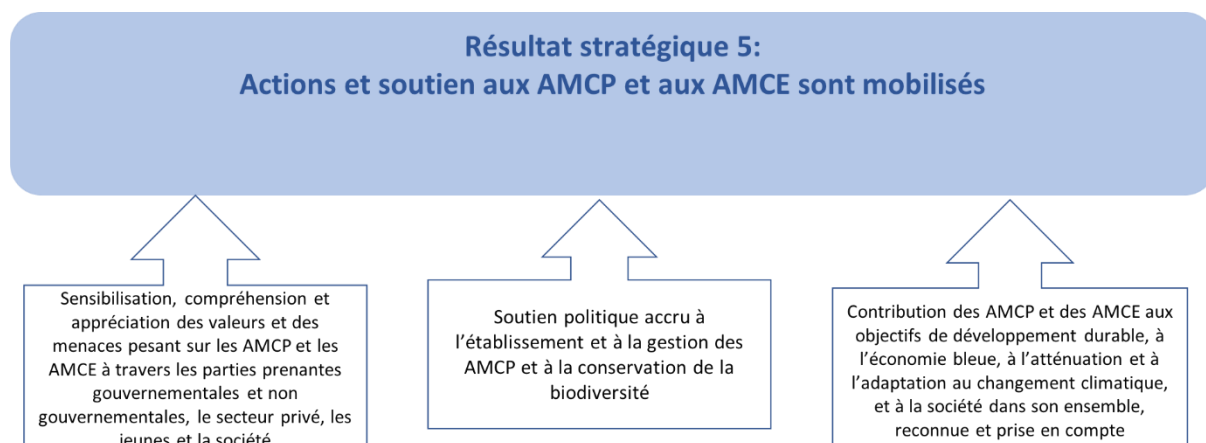 Résultat stratégique 5:
Actions et soutien aux AMCP et aux AMCE sont mobilisés
Sensibilisation, compréhension et
appréciation des valeurs et des
menaces pesant sur les AMCP et les
AMCE à travers les parties prenantes
gouvernementales et non
gouvernementales, le secteur privé, les
jeunes et la société
Soutien politique accru à
l’établissement et à la gestion des
AMCP et à la conservation de la
biodiversité
Contribution des AMCP et des AMCE aux
objectifs de développement durable, à
l’économie bleue, à l’atténuation et à
l’adaptation au changement climatique,
et à la société dans son ensemble,
reconnue et prise en compte